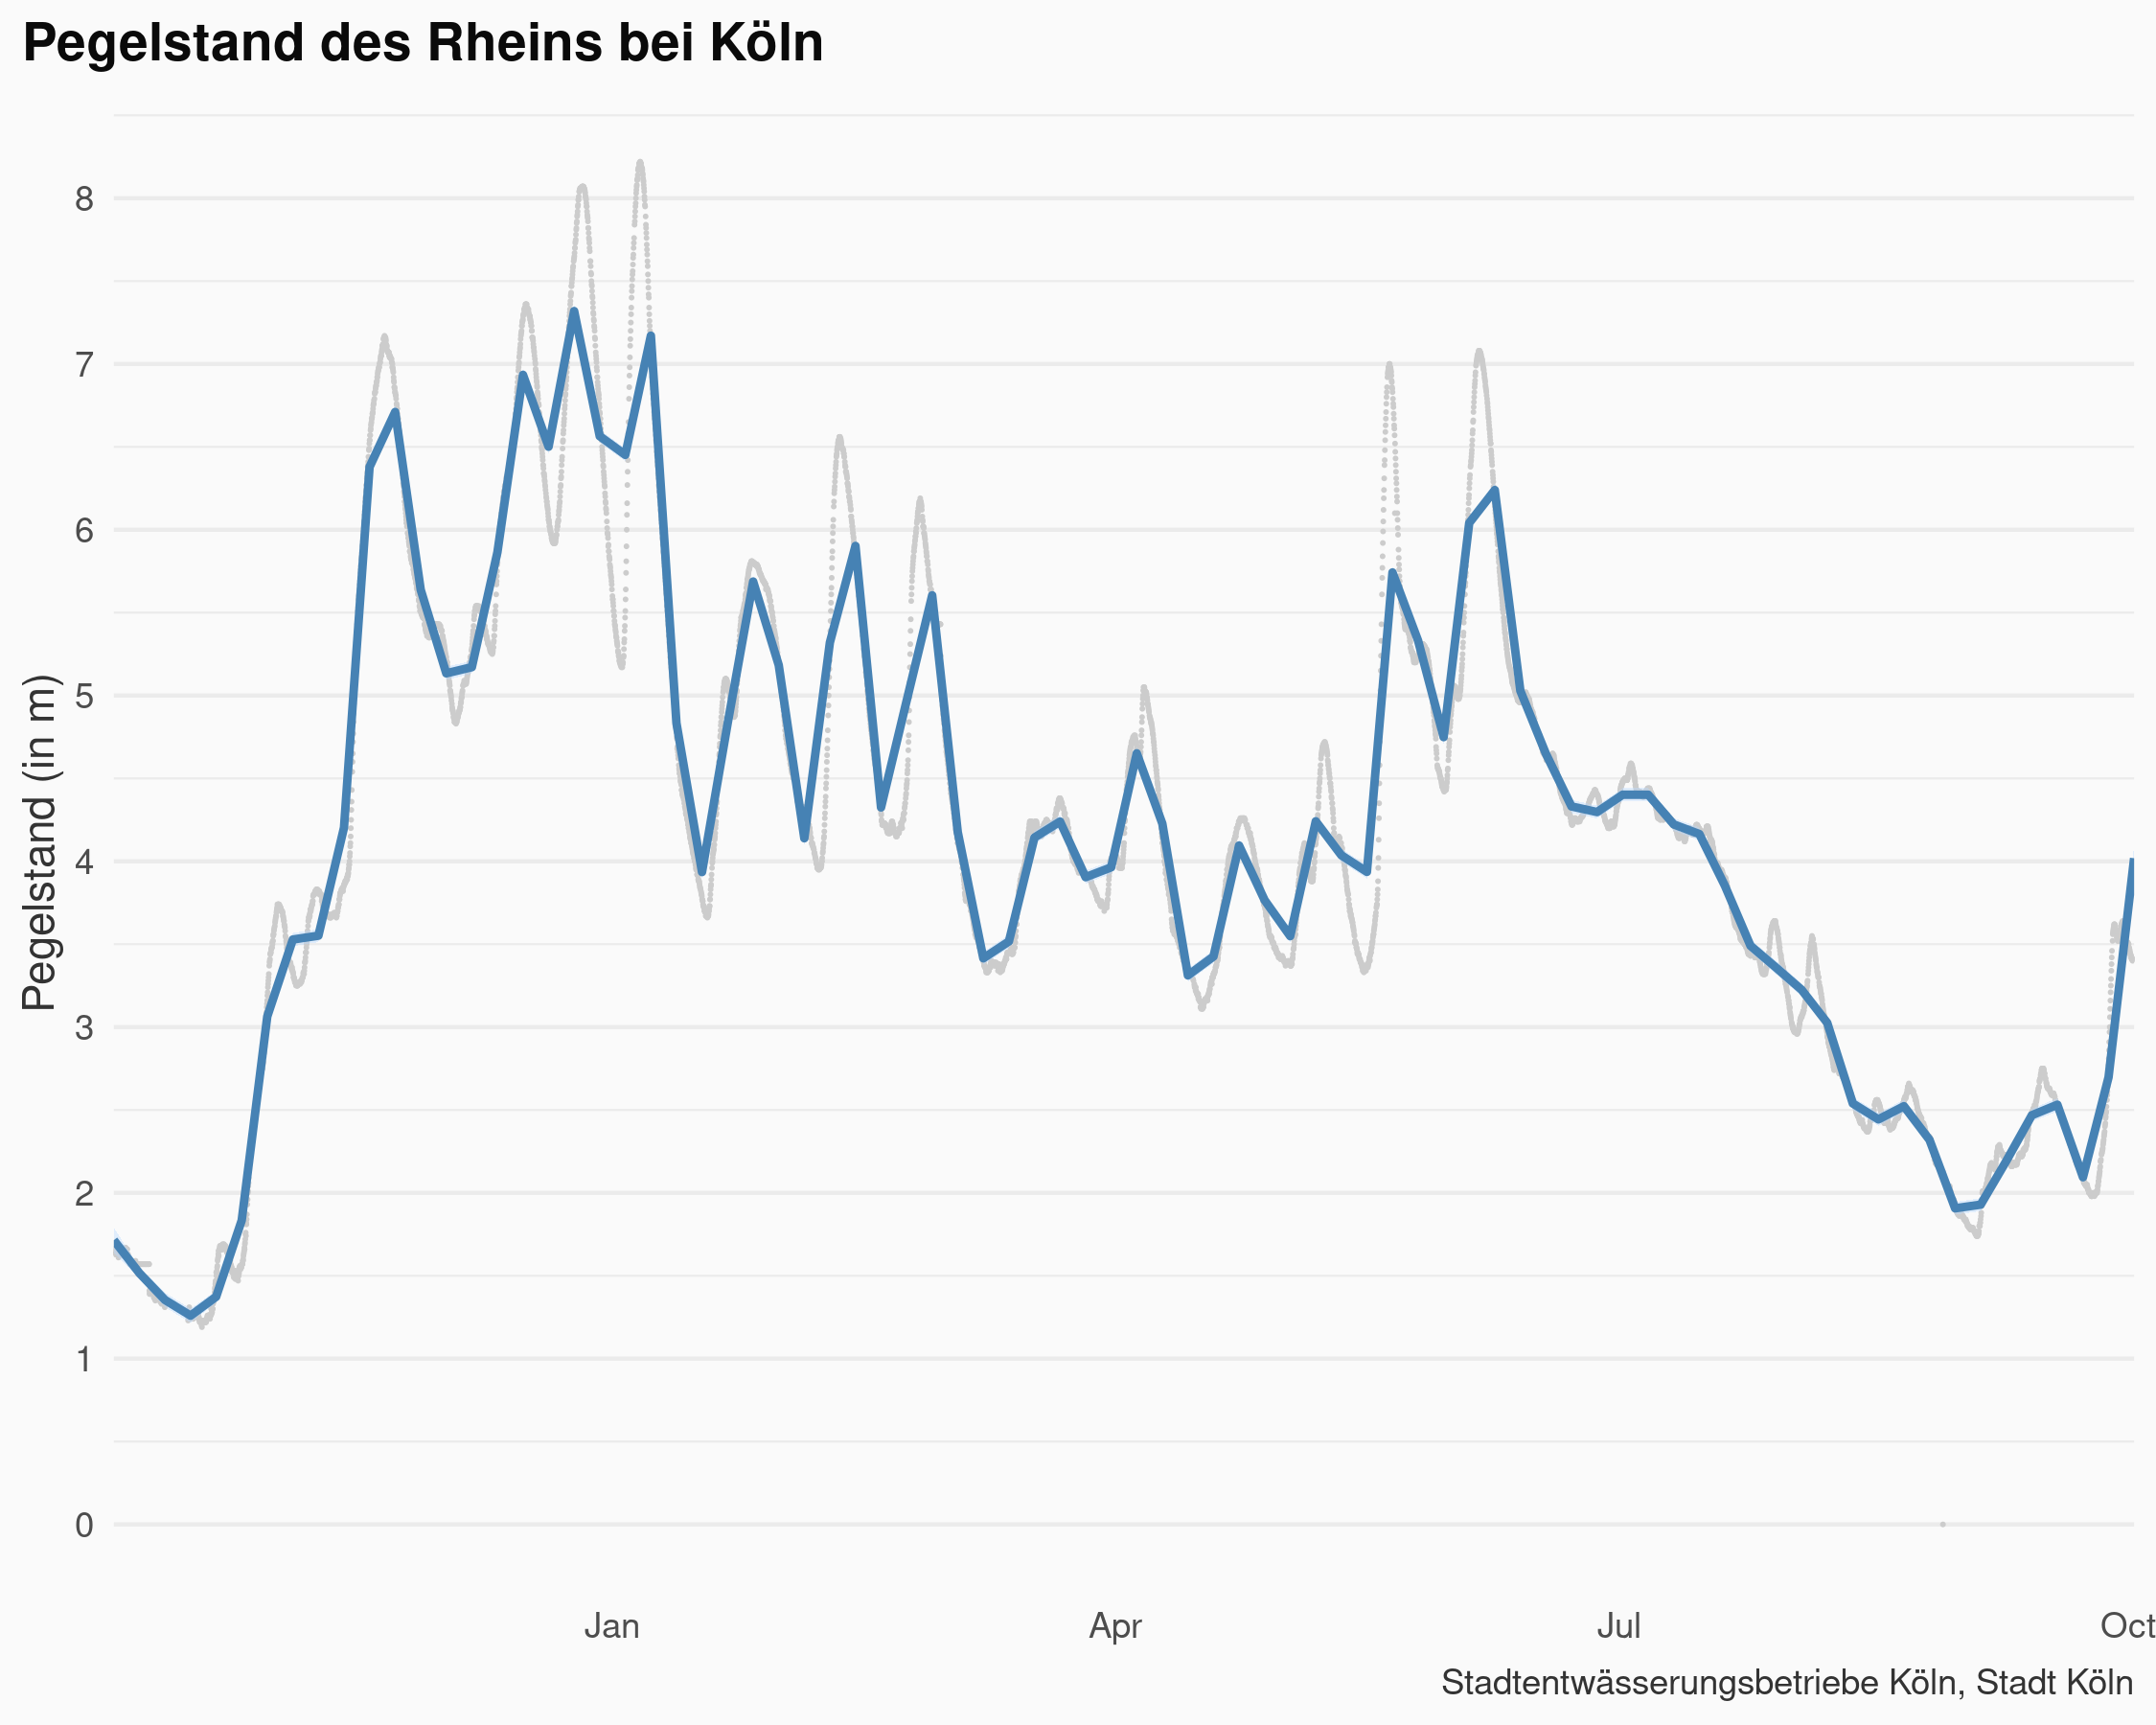 Pegelstand des Rheins bei Köln
Pegelstand (in m)
8
7
6
5
4
3
2
1
0
Jan Apr Jul Oct
Stadtentwässerungsbetriebe Köln, Stadt Köln